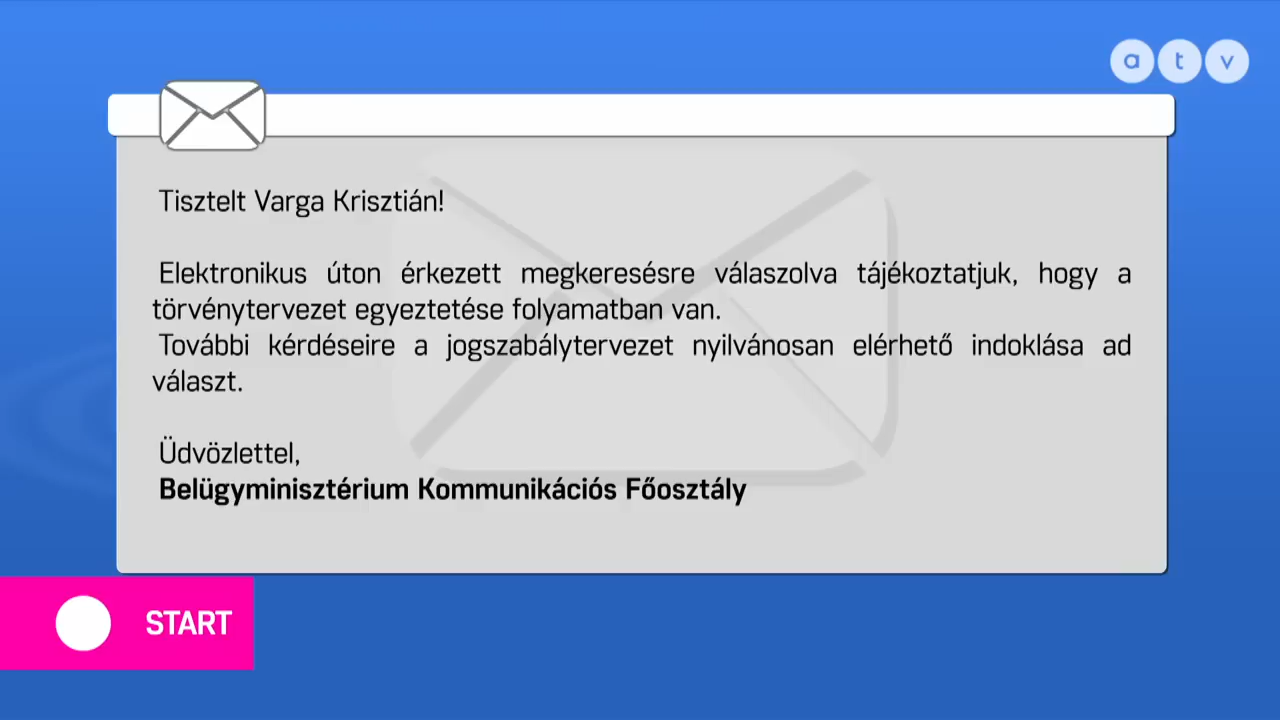 atv
Tisztelt Varga Krisztián!
Elektronikus úton érkezett megkeresésre válaszolva tájékoztatjuk, hogy a
törvénytervezet egyeztetése folyamatban van.
További kérdéseire a jogszabálytervezet nyilvánosan elérhető indoklása ad
választ.
Üdvözlettel,
Belügyminisztérium Kommunikációs Főosztály
START